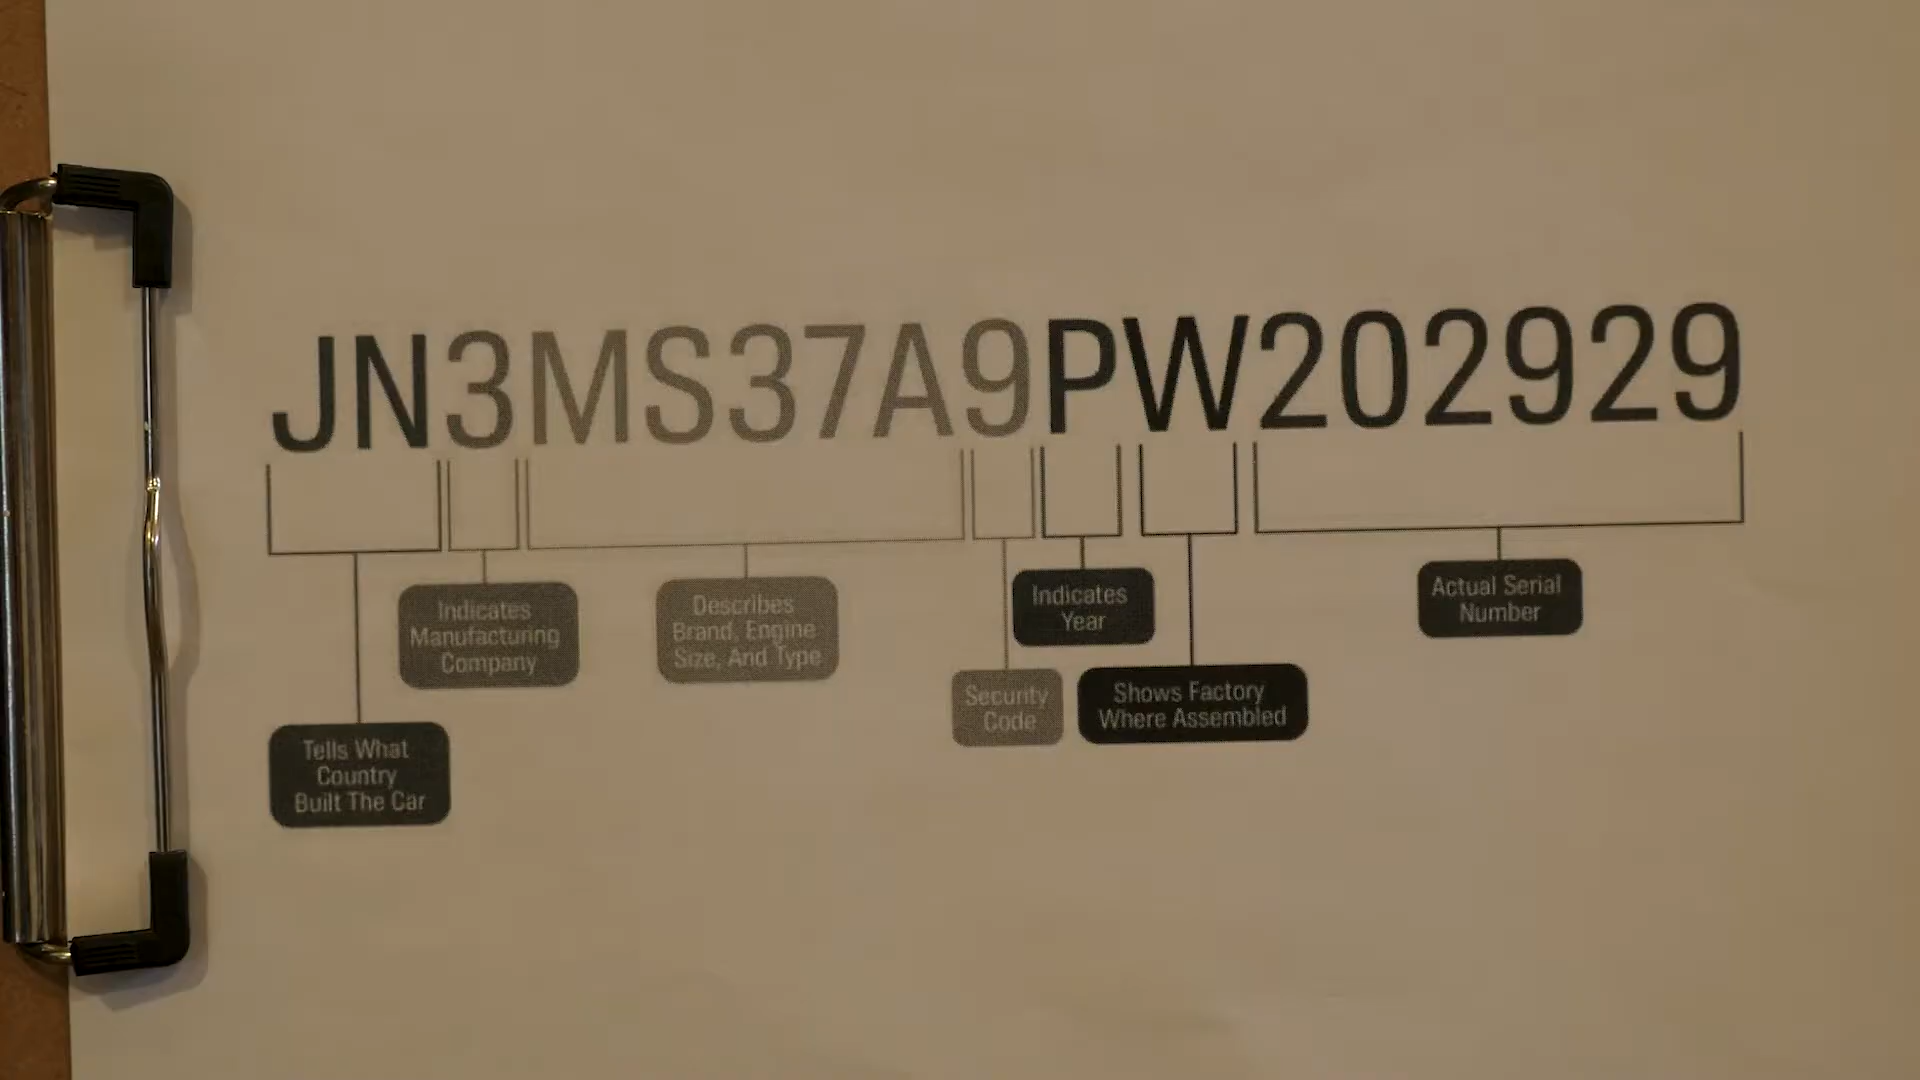 JN3MS37A9PW202929
Indicates
Manufacturing
Company
Describes
Brand, Engine
Size, And Type
Indicates
Year
Actual Serial
Number
Security
Code
Shows Factory
Where Assembled
Tells What
Country
Built The Car